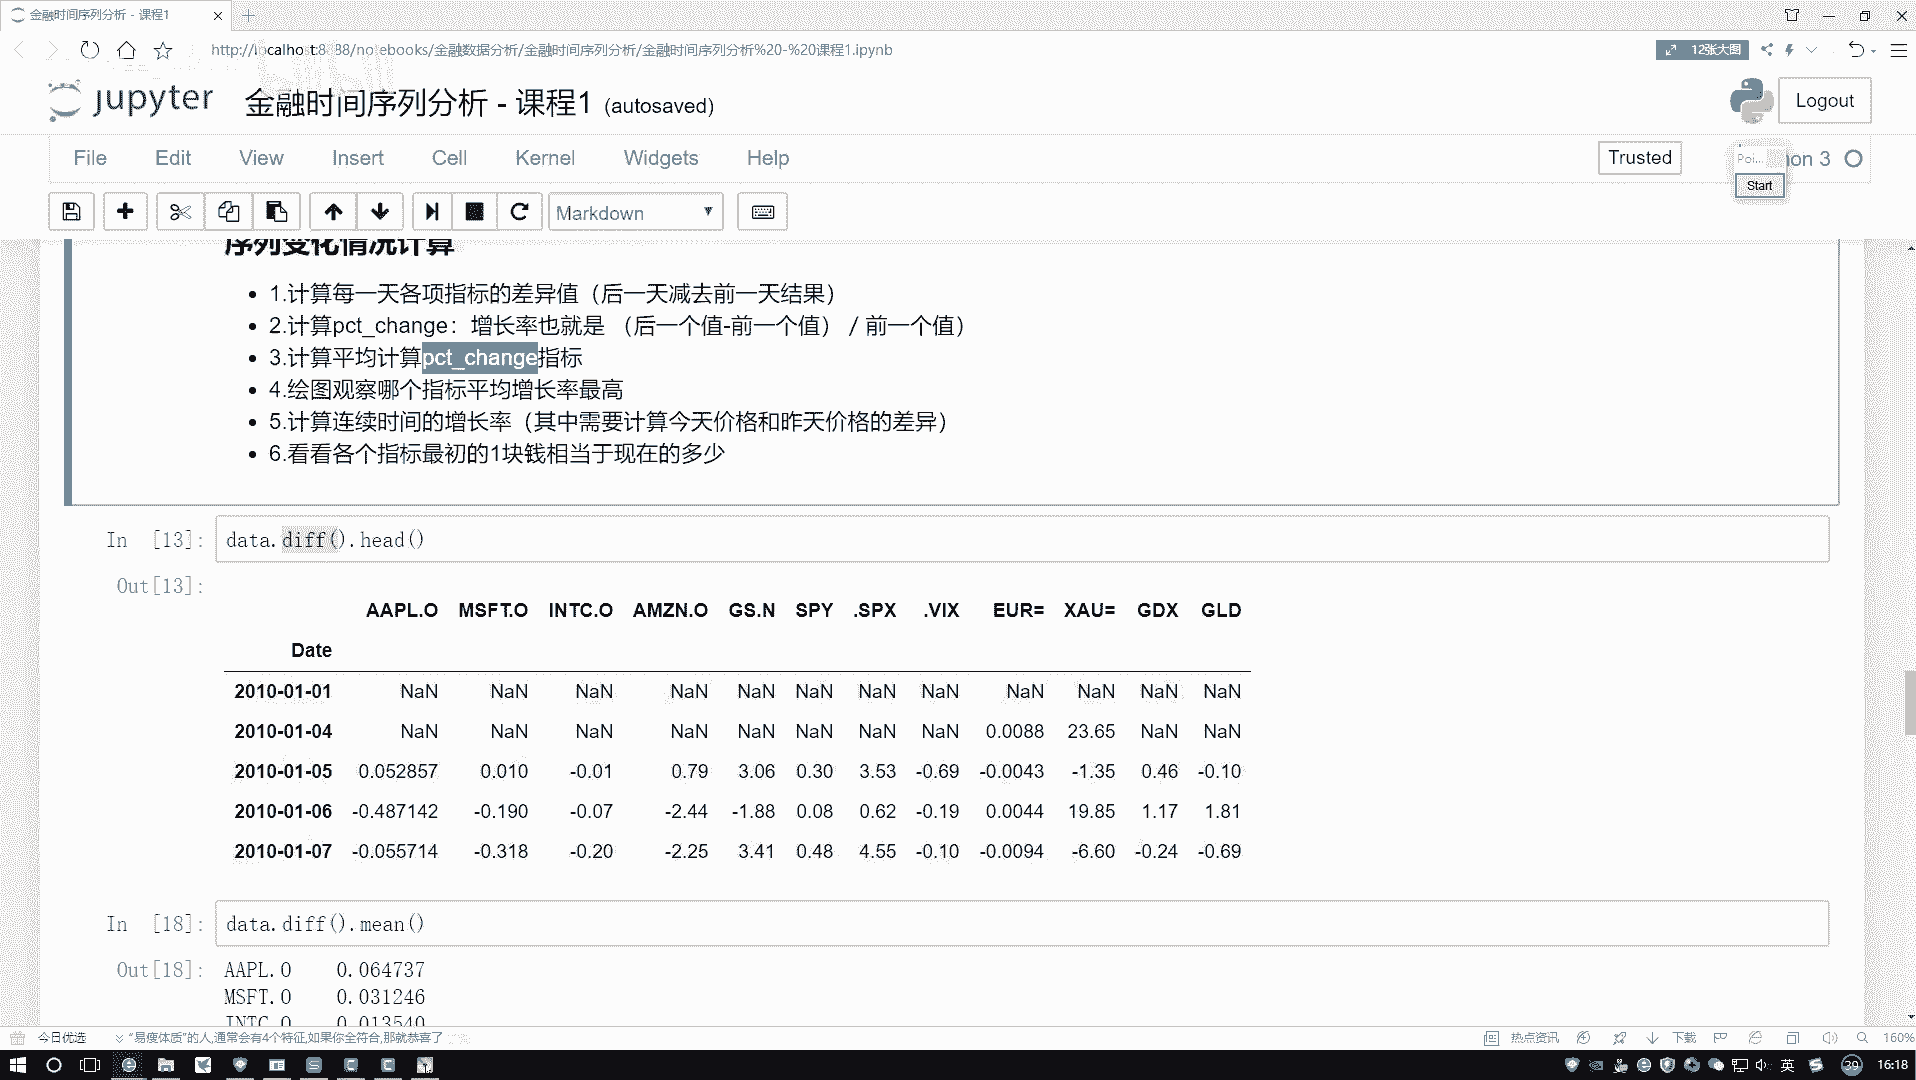 金融时间序列分析 - 课程1
http://localhost:8888/notebooks/金融数据分析/金融时间序列分析/金融时间序列分析%20-%20课程1.ipynb
12张大图
jupyter 金融时间序列分析 - 课程1 (autosaved)
Logout
File Edit View Insert Cell Kernel Widgets Help
Trusted
Poi... on 3
Start
Markdown
序列变化情况计算
1.计算每一天各项指标的差异值（后一天减去前一天结果）
2.计算pct_change：增长率也就是 （后一个值-前一个值） / 前一个值）
3.计算平均计算pct_change指标
4.绘图观察哪个指标平均增长率最高
5.计算连续时间的增长率（其中需要计算今天价格和昨天价格的差异）
6.看看各个指标最初的1块钱相当于现在的多少
In [13]: data.diff().head()
Out[13]:
AAPL.O MSFT.O INTC.O AMZN.O GS.N SPY .SPX .VIX EUR= XAU= GDX GLD
Date
2010-01-01 NaN NaN NaN NaN NaN NaN NaN NaN NaN NaN NaN NaN
2010-01-04 NaN NaN NaN NaN NaN NaN NaN NaN 0.0088 23.65 NaN NaN
2010-01-05 0.052857 0.010 -0.01 0.79 3.06 0.30 3.53 -0.69 -0.0043 -1.35 0.46 -0.10
2010-01-06 -0.487142 -0.190 -0.07 -2.44 -1.88 0.08 0.62 -0.19 0.0044 19.85 1.17 1.81
2010-01-07 -0.055714 -0.318 -0.20 -2.25 3.41 0.48 4.55 -0.10 -0.0094 -6.60 -0.24 -0.69
In [18]: data.diff().mean()
Out[18]: AAPL.O 0.064737
MSFT.O 0.031246
INTC.O 0.013540
今日优选 “易瘦体质”的人,通常会有4个特征,如果你全符合,那就恭喜了
热点资讯 下载 160%
英 39 16:18